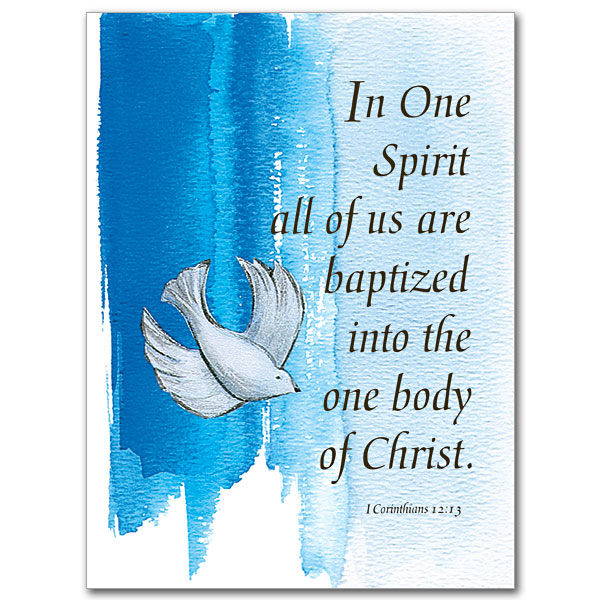 In One
Spirit
all of us are
baptized
into the
one body
of Christ.
I Corinthians 12:13